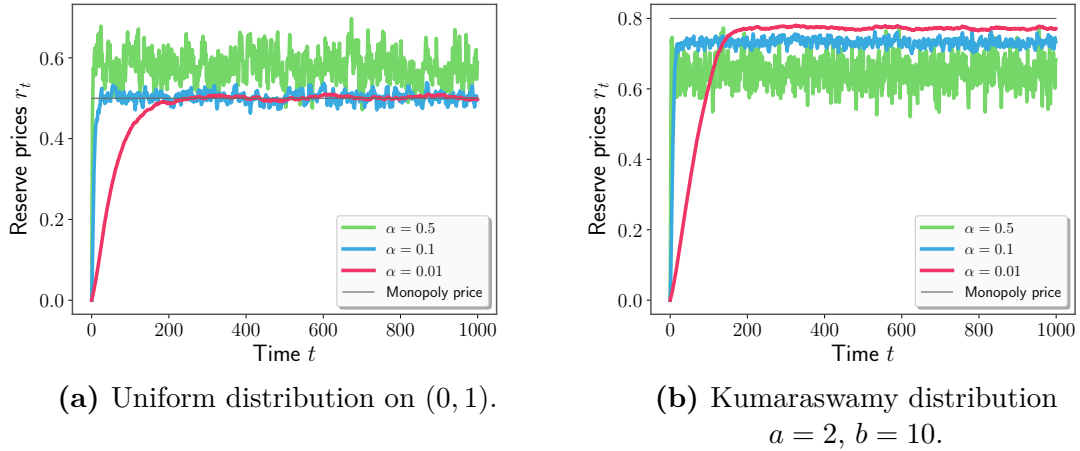 0.6
0.4
0.2
0.0
Reserve prices r_t
0 200 400 600 800 1000
Time t
α = 0.5
α = 0.1
α = 0.01
Monopoly price
(a) Uniform distribution on (0, 1).
0.8
0.6
0.4
0.2
0.0
Reserve prices r_t
0 200 400 600 800 1000
Time t
α = 0.5
α = 0.1
α = 0.01
Monopoly price
(b) Kumaraswamy distribution
a = 2, b = 10.